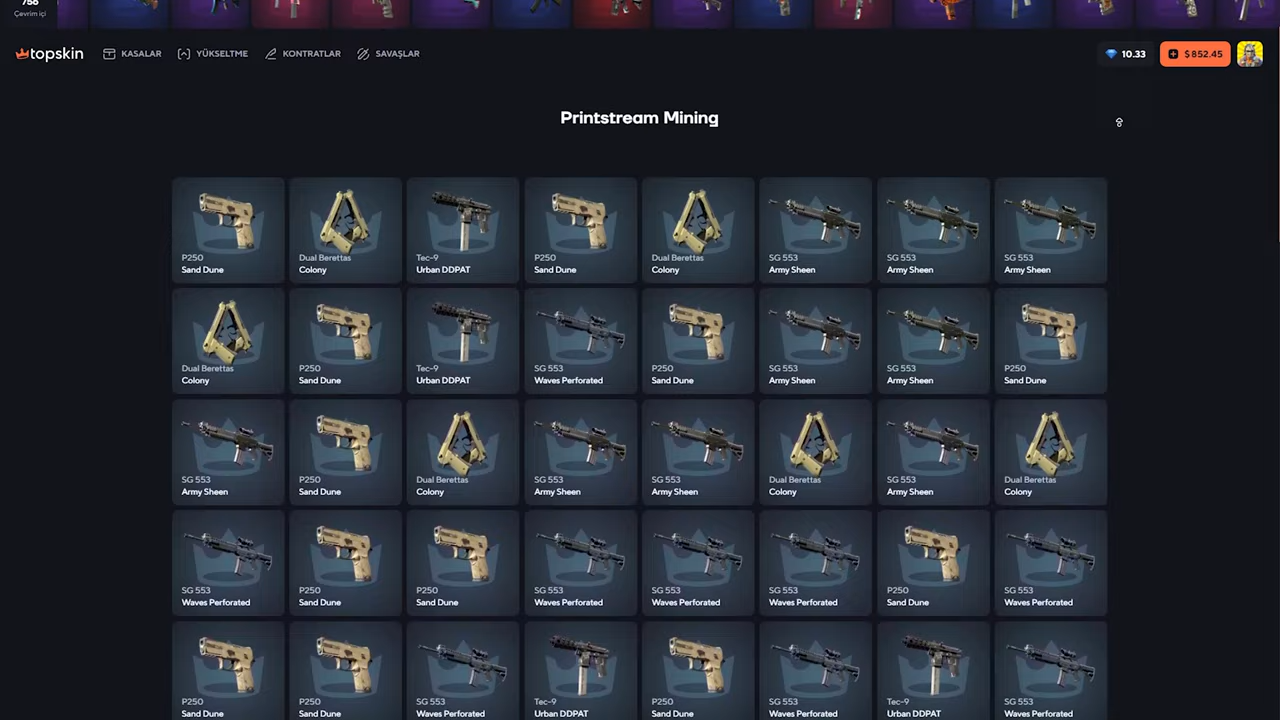 756
Çevrim içi
topskin
KASALAR
YÜKSELTME
KONTRATLAR
SAVAŞLAR
10.33
$ 852.45
Printstream Mining
P250
Sand Dune
Dual Berettas
Colony
Tec-9
Urban DDPAT
P250
Sand Dune
Dual Berettas
Colony
SG 553
Army Sheen
SG 553
Army Sheen
SG 553
Army Sheen
Dual Berettas
Colony
P250
Sand Dune
Tec-9
Urban DDPAT
SG 553
Waves Perforated
P250
Sand Dune
SG 553
Army Sheen
SG 553
Army Sheen
P250
Sand Dune
SG 553
Army Sheen
P250
Sand Dune
Dual Berettas
Colony
SG 553
Army Sheen
SG 553
Army Sheen
Dual Berettas
Colony
SG 553
Army Sheen
Dual Berettas
Colony
SG 553
Waves Perforated
P250
Sand Dune
P250
Sand Dune
SG 553
Waves Perforated
SG 553
Waves Perforated
SG 553
Waves Perforated
P250
Sand Dune
SG 553
Waves Perforated
P250
Sand Dune
P250
Sand Dune
SG 553
Waves Perforated
Tec-9
Urban DDPAT
P250
Sand Dune
SG 553
Waves Perforated
Tec-9
Urban DDPAT
SG 553
Waves Perforated